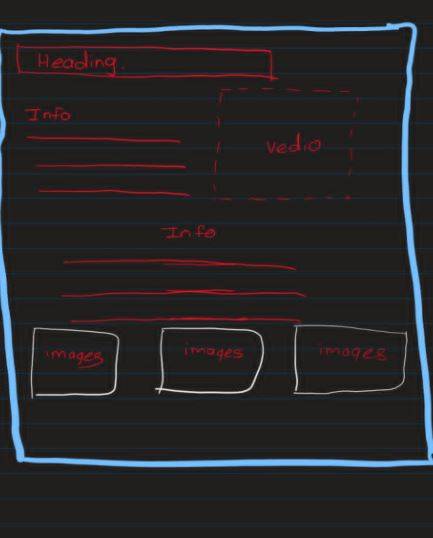 Heading.
Info
vedio
Info
images
images
images